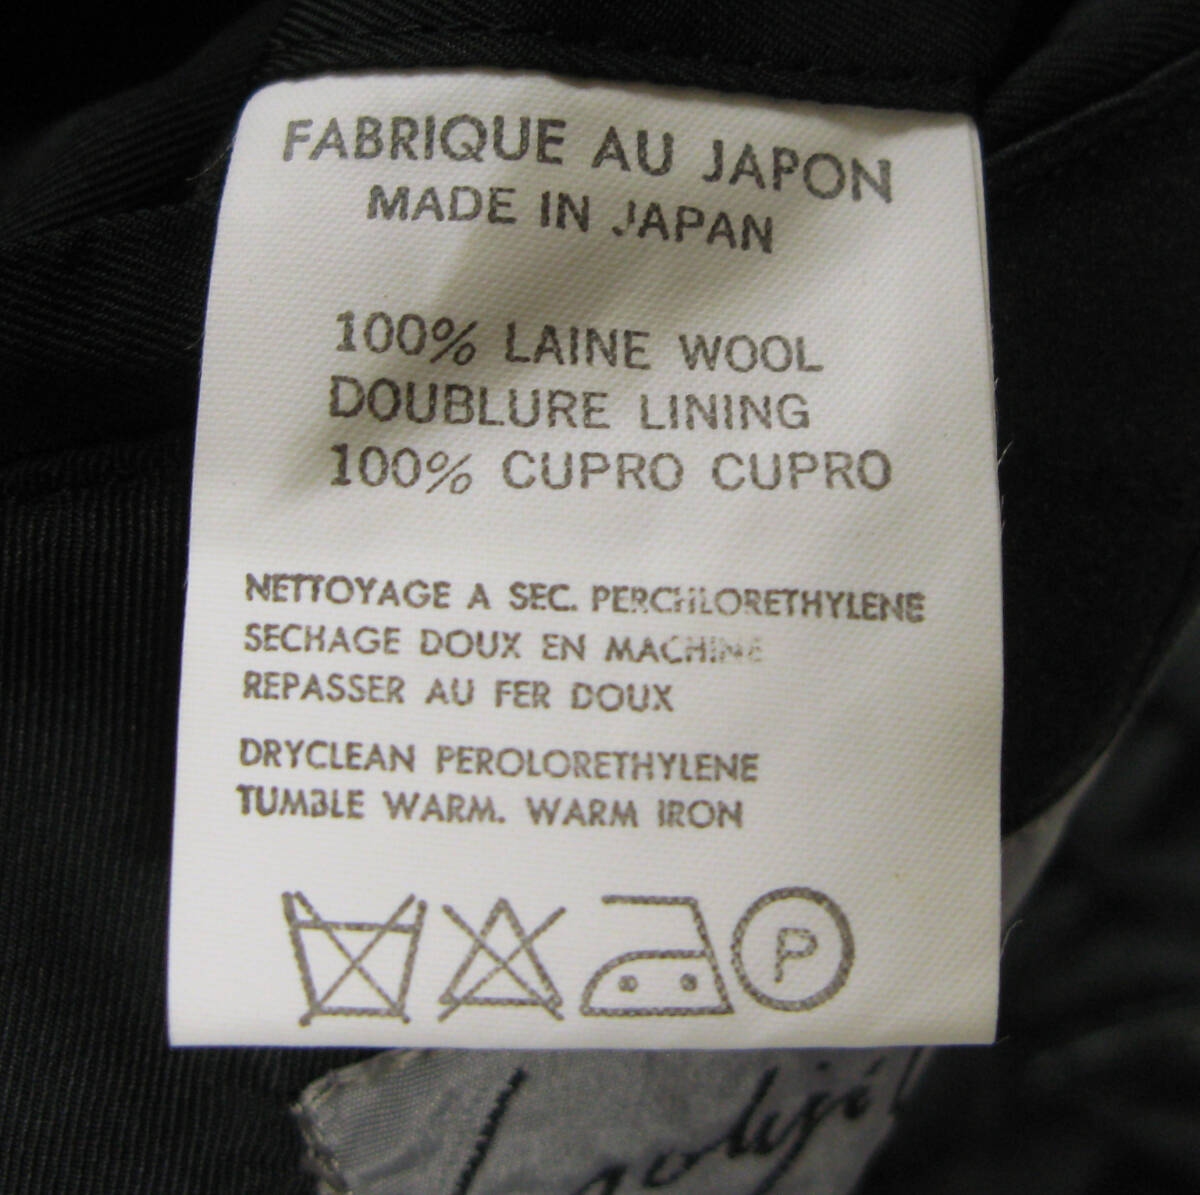 FABRIQUE AU JAPON
MADE IN JAPAN
100% LAINE WOOL
DOUBLURE LINING
100% CUPRO CUPRO
NETTOYAGE A SEC. PERCHLORETHYLENE
SECHAGE DOUX EN MACHINE
REPASSER AU FER DOUX
DRYCLEAN PEROLORETHYLENE
TUMBLE WARM. WARM IRON
P